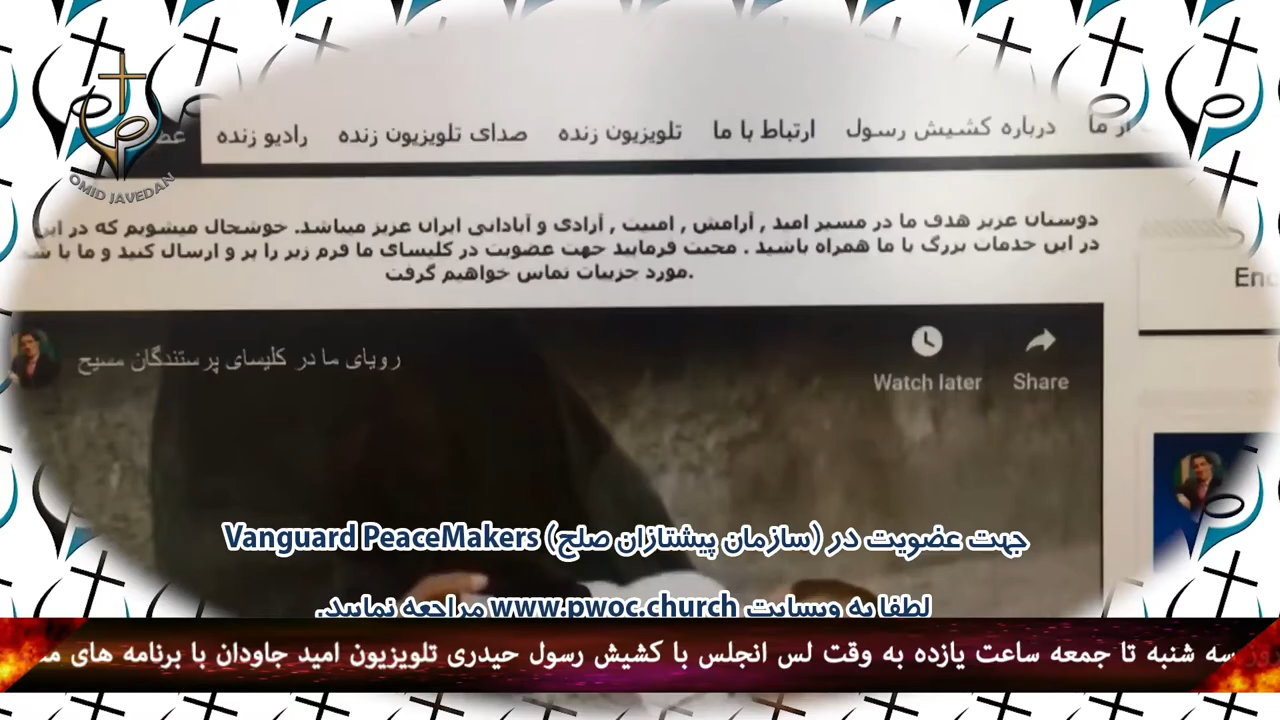 OMID JAVEDAN
از ما درباره کشیش رسول ارتباط با ما تلویزیون زنده صدای تلویزیون زنده رادیو زنده
دوستان عزیز هدف ما در مسیر امید , آرامش , امنیت , آزادی و آبادانی ایران عزیز میباشد. خوشحال میشویم که در این
در این خدمات بزرگ با ما همراه باشید . محبت فرمایید جهت عضویت در کلیسای ما فرم زیر را پر و ارسال کنید و ما با
.مورد جزییات تماس خواهیم گرفت
رویای ما در کلیسای پرستندگان مسیح
Watch later Share
جهت عضویت در (سازمان پیشتازان صلح) Vanguard PeaceMakers
لطفا به وبسایت www.pwoc.church مراجعه نمایید.
سه شنبه تا جمعه ساعت یازده به وقت لس انجلس با کشیش رسول حیدری تلویزیون امید جاودان با برنامه های